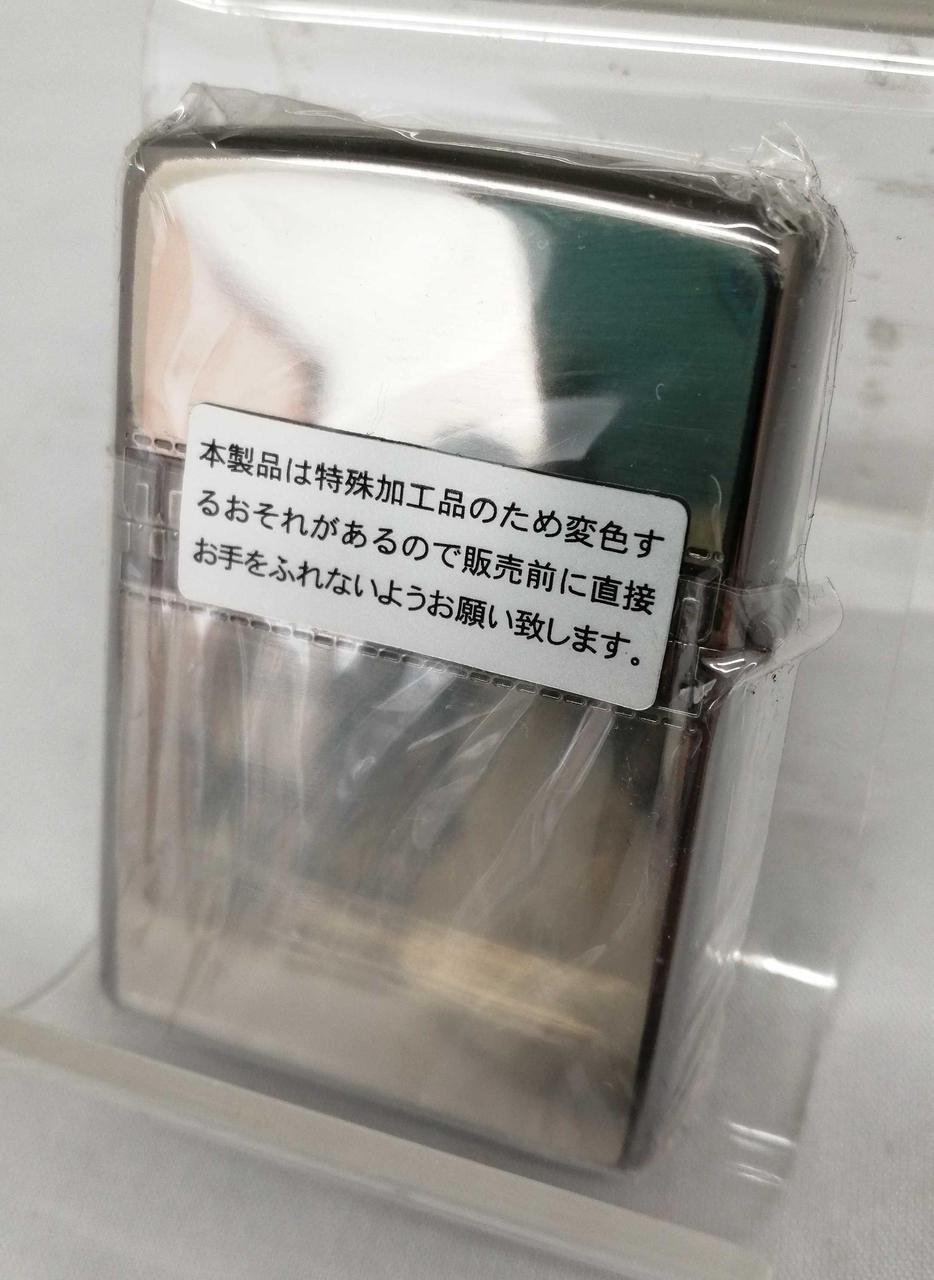 本製品は特殊加工品のため変色す
るおそれがあるので販売前に直接
お手をふれないようお願い致します。